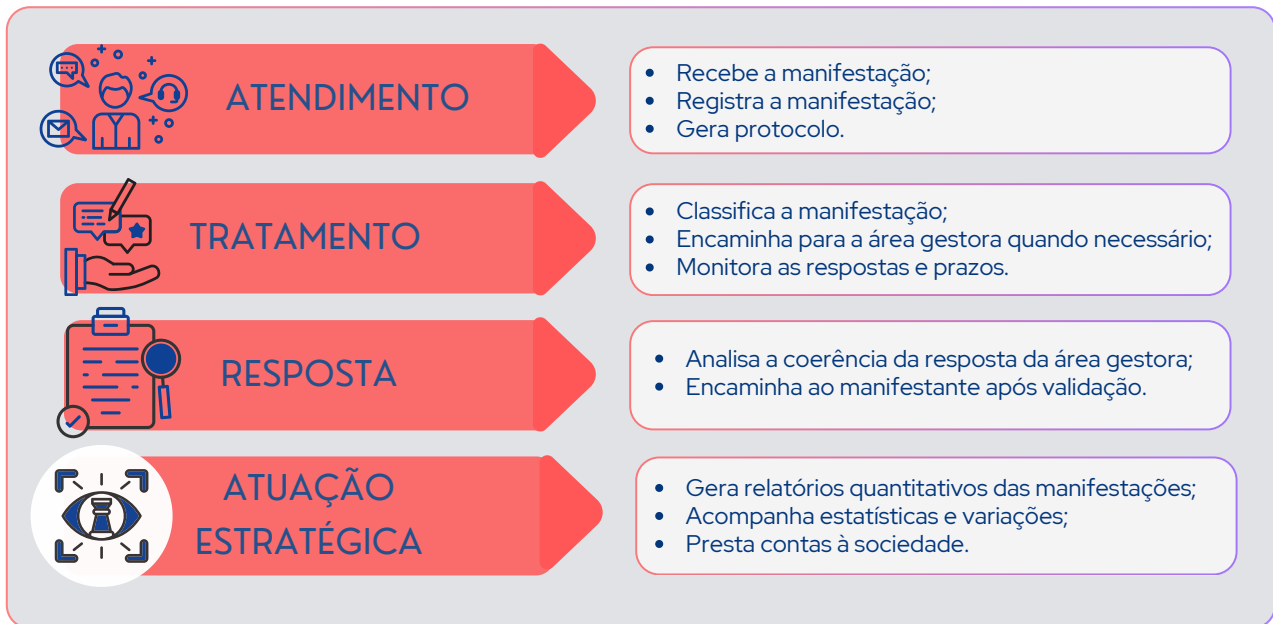 ATENDIMENTO
• Recebe a manifestação;
• Registra a manifestação;
• Gera protocolo.
TRATAMENTO
• Classifica a manifestação;
• Encaminha para a área gestora quando necessário;
• Monitora as respostas e prazos.
RESPOSTA
• Analisa a coerência da resposta da área gestora;
• Encaminha ao manifestante após validação.
ATUAÇÃO
ESTRATÉGICA
• Gera relatórios quantitativos das manifestações;
• Acompanha estatísticas e variações;
• Presta contas à sociedade.